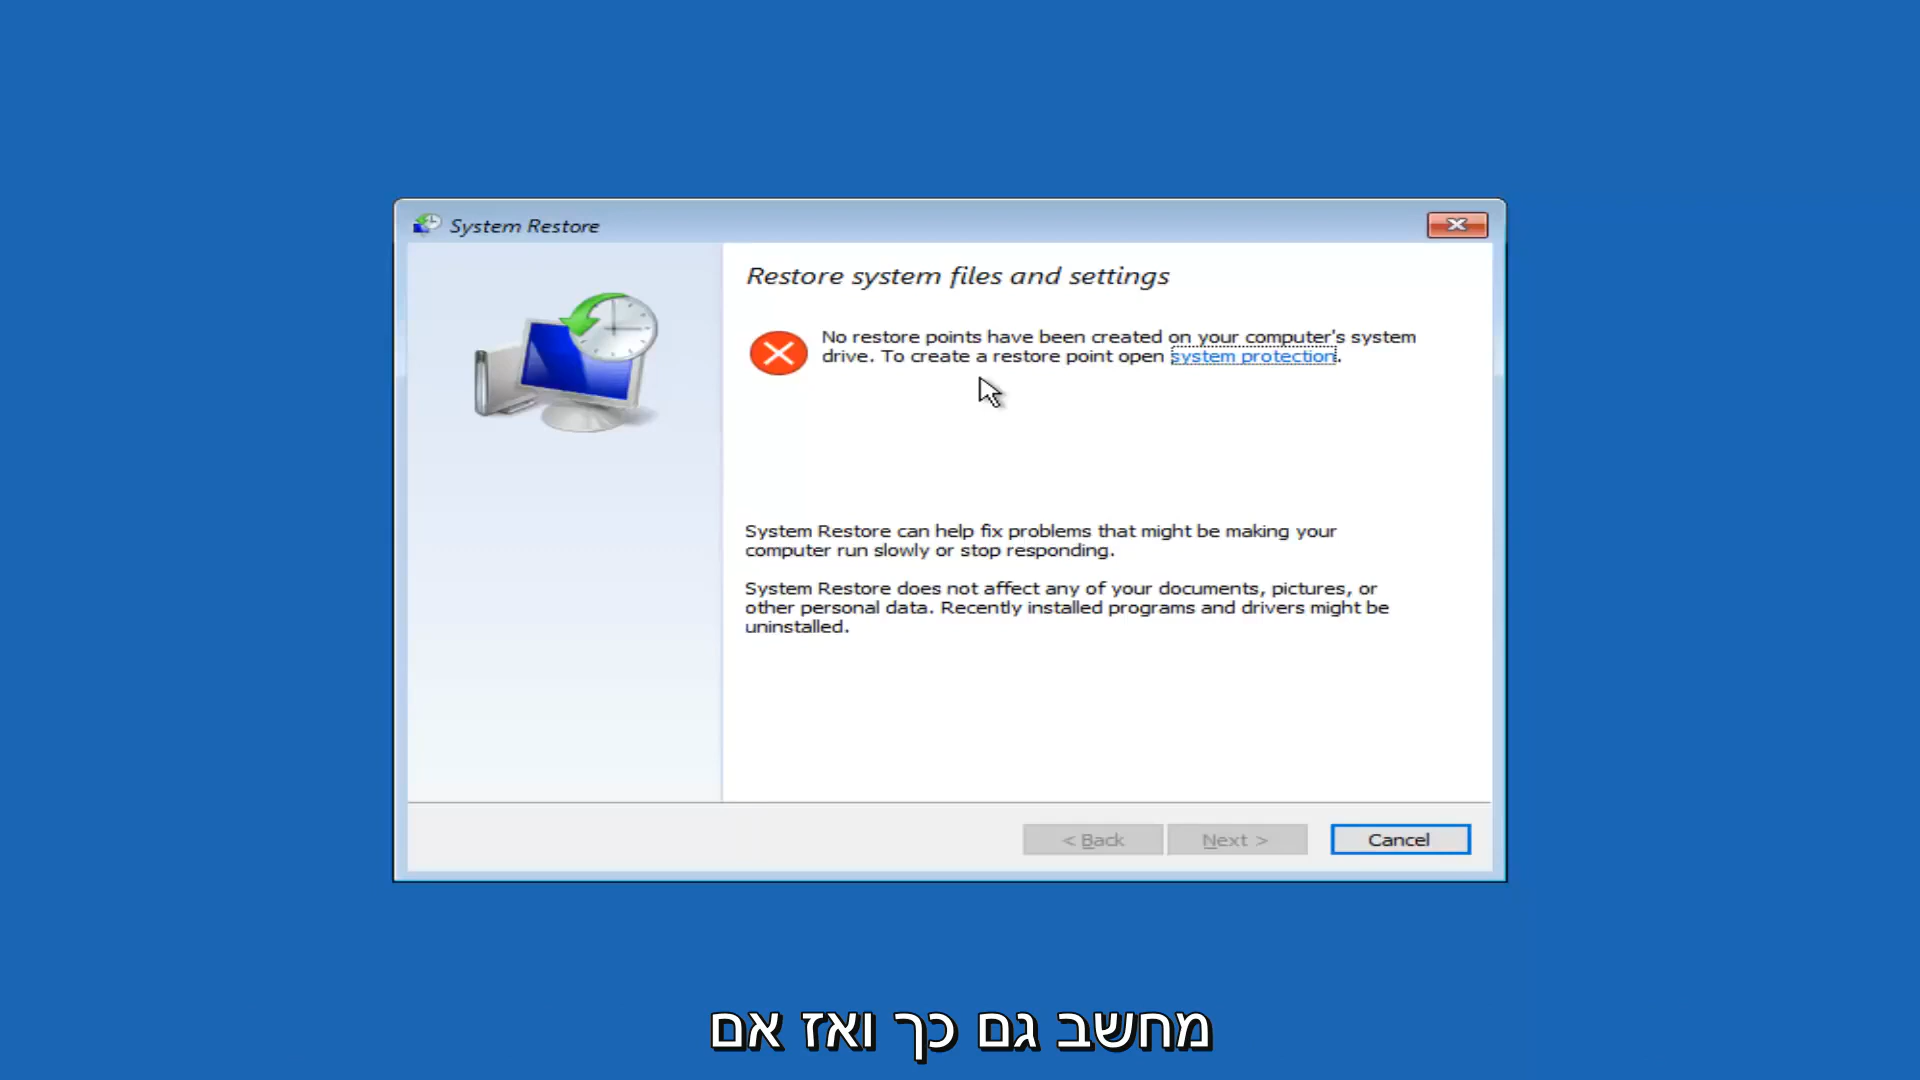 System Restore
Restore system files and settings
No restore points have been created on your computer's system
drive. To create a restore point open system protection.
System Restore can help fix problems that might be making your
computer run slowly or stop responding.
System Restore does not affect any of your documents, pictures, or
other personal data. Recently installed programs and drivers might be
uninstalled.
< Back
Next >
Cancel
מחשב גם כך ואז אם